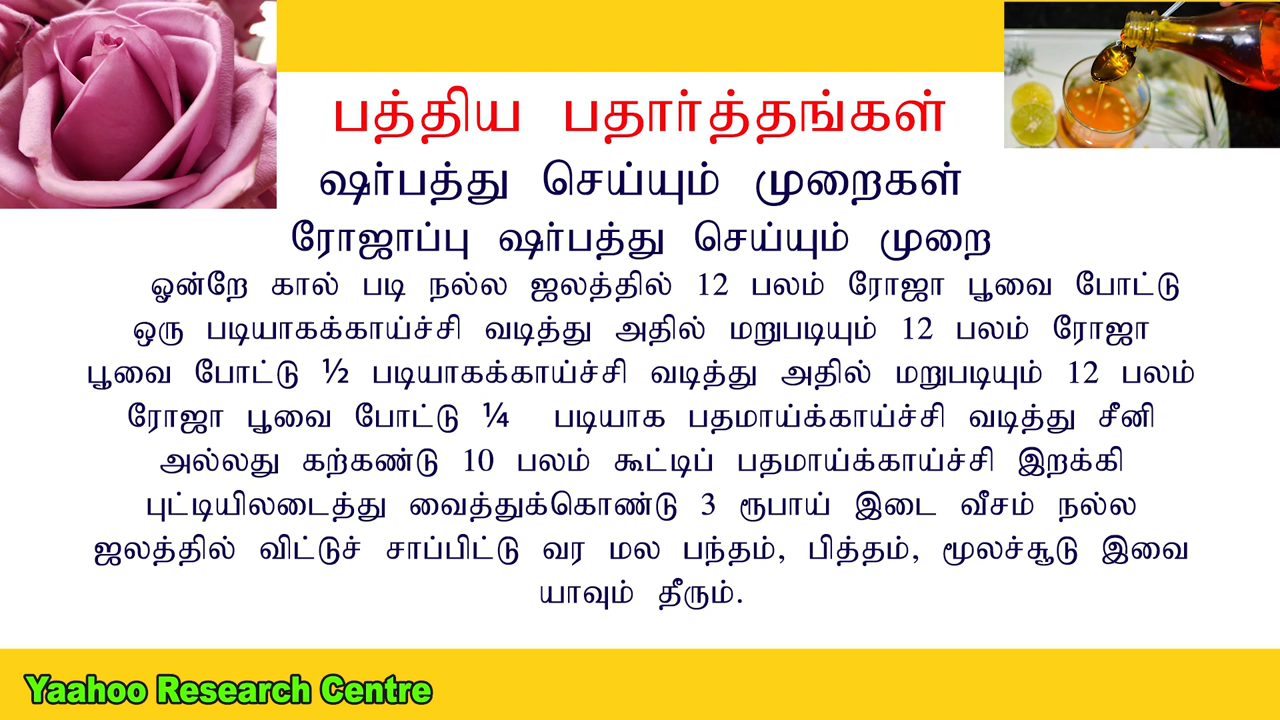 பத்திய பதார்த்தங்கள்
ஷர்பத்து செய்யும் முறைகள்
ரோஜாப்பு ஷர்பத்து செய்யும் முறை
ஓன்றே கால் படி நல்ல ஜலத்தில் 12 பலம் ரோஜா பூவை போட்டு
ஒரு படியாகக்காய்ச்சி வடித்து அதில் மறுபடியும் 12 பலம் ரோஜா
பூவை போட்டு ½ படியாகக்காய்ச்சி வடித்து அதில் மறுபடியும் 12 பலம்
ரோஜா பூவை போட்டு ¼ படியாக பதமாய்க்காய்ச்சி வடித்து சீனி
அல்லது கற்கண்டு 10 பலம் கூட்டிப் பதமாய்க்காய்ச்சி இறக்கி
புட்டியிலடைத்து வைத்துக்கொண்டு 3 ரூபாய் இடை வீசம் நல்ல
ஜலத்தில் விட்டுச் சாப்பிட்டு வர மல பந்தம், பித்தம், மூலச்சூடு இவை
யாவும் தீரும்.
Yaahoo Research Centre